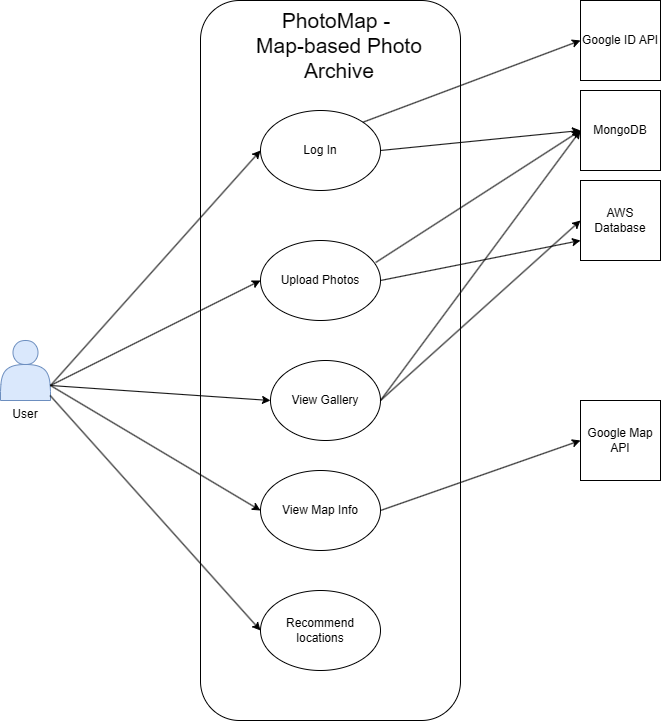 PhotoMap -
Map-based Photo
Archive
Google ID API
Log In
MongoDB
AWS
Database
Upload Photos
User
View Gallery
Google Map
API
View Map Info
Recommend
locations